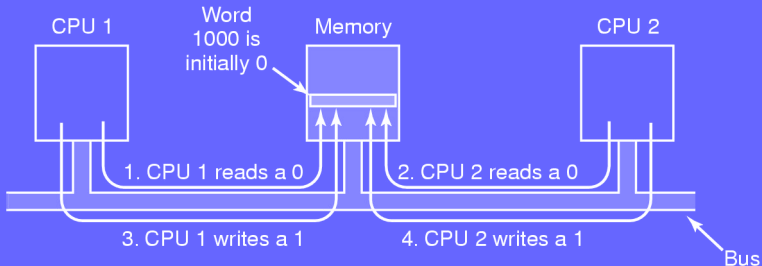 Word
1000 is
initially 0
CPU 1
Memory
CPU 2
1. CPU 1 reads a 0
2. CPU 2 reads a 0
3. CPU 1 writes a 1
4. CPU 2 writes a 1
Bus